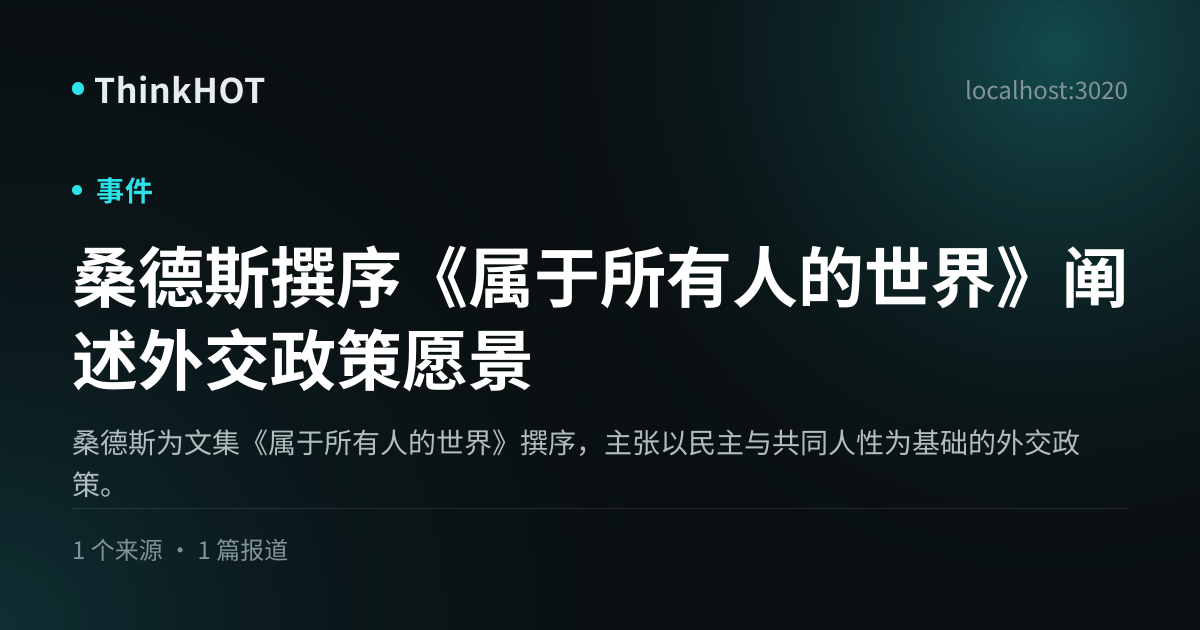 ThinkHOT
localhost:3020
事件
桑德斯撰序《属于所有人的世界》阐
述外交政策愿景
桑德斯为文集《属于所有人的世界》撰序，主张以民主与共同人性为基础的外交政
策。
1 个来源 · 1 篇报道